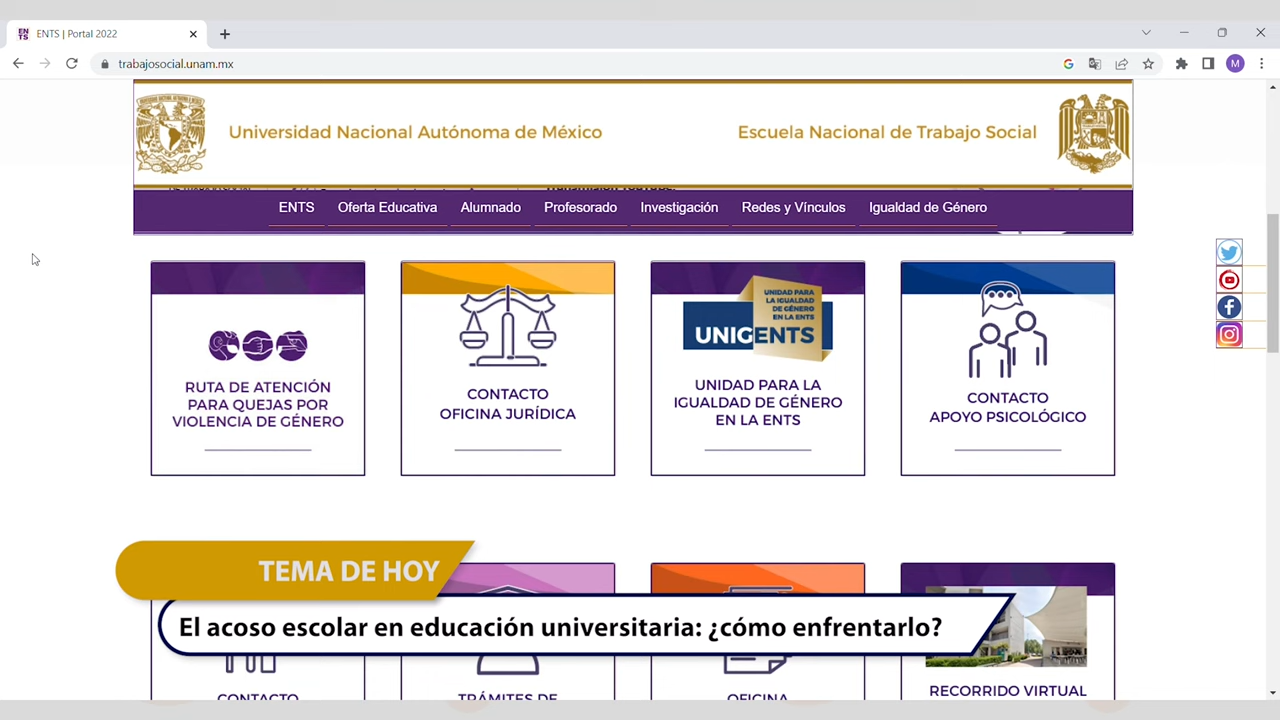 ENTS | Portal 2022
trabajosocial.unam.mx
M
Universidad Nacional Autónoma de México
Escuela Nacional de Trabajo Social
ENTS
Oferta Educativa
Alumnado
Profesorado
Investigación
Redes y Vínculos
Igualdad de Género
RUTA DE ATENCIÓN
PARA QUEJAS POR
VIOLENCIA DE GÉNERO
CONTACTO
OFICINA JURÍDICA
UNIDAD PARA
LA IGUALDAD
DE GÉNERO
EN LA ENTS
UNIGENTS
UNIDAD PARA LA
IGUALDAD DE GÉNERO
EN LA ENTS
CONTACTO
APOYO PSICOLÓGICO
TEMA DE HOY
El acoso escolar en educación universitaria: ¿cómo enfrentarlo?
CONTACTO
TRÁMITES DE
OFICINA
RECORRIDO VIRTUAL